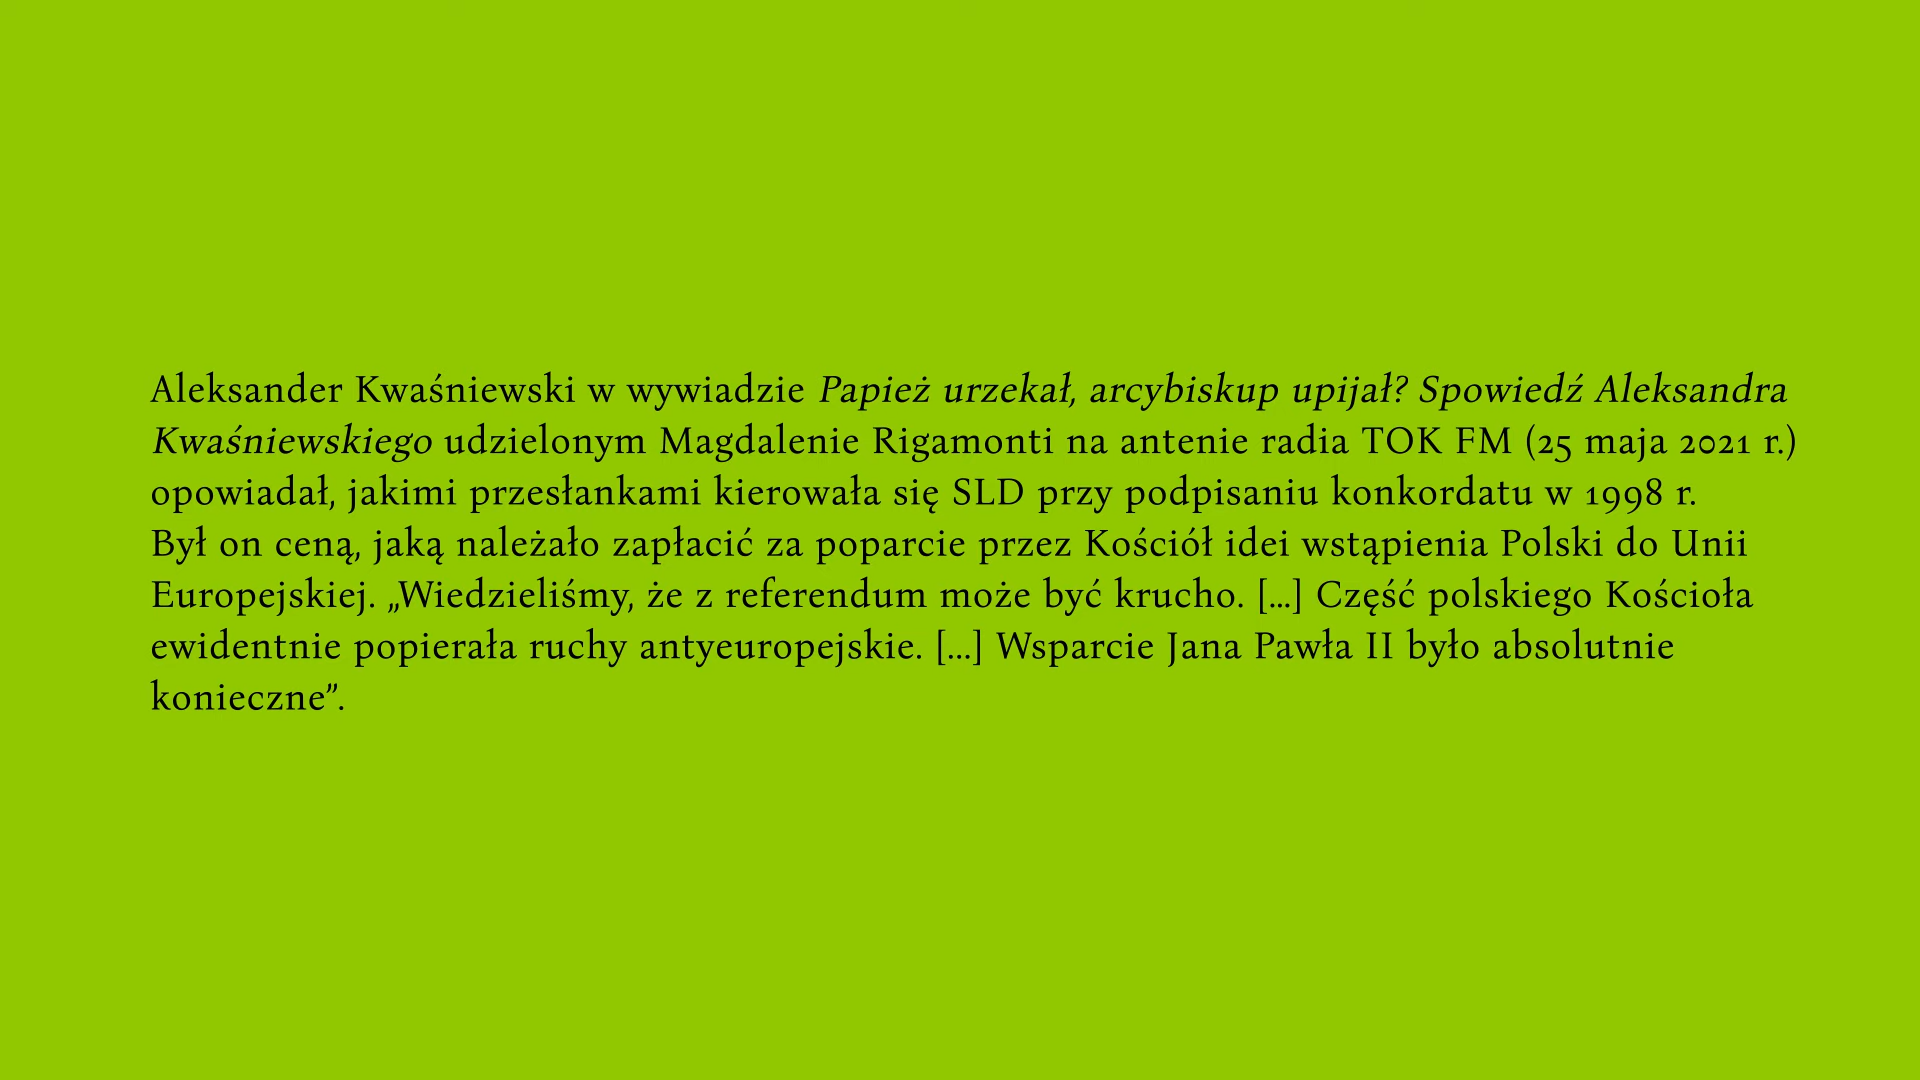 Aleksander Kwaśniewski w wywiadzie Papież urzekał, arcybiskup upijał? Spowiedź Aleksandra
Kwaśniewskiego udzielonym Magdalenie Rigamonti na antenie radia TOK FM (25 maja 2021 r.)
opowiadał, jakimi przesłankami kierowała się SLD przy podpisaniu konkordatu w 1998 r.
Był on ceną, jaką należało zapłacić za poparcie przez Kościół idei wstąpienia Polski do Unii
Europejskiej. „Wiedzieliśmy, że z referendum może być krucho. [...] Część polskiego Kościoła
ewidentnie popierała ruchy antyeuropejskie. [...] Wsparcie Jana Pawła II było absolutnie
konieczne”.